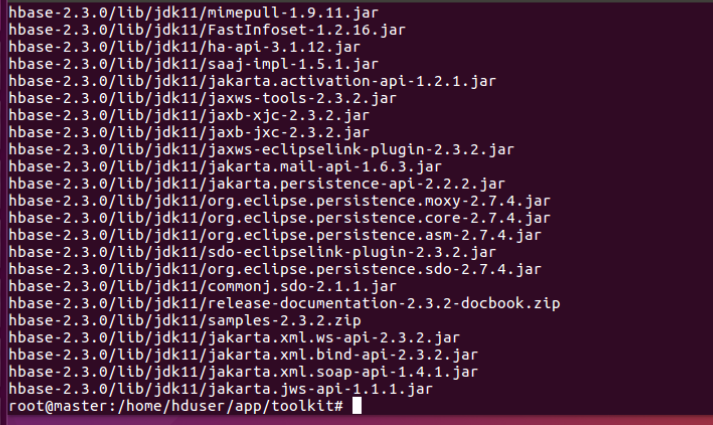 hbase-2.3.0/lib/jdk11/mimepull-1.9.11.jar
hbase-2.3.0/lib/jdk11/FastInfoset-1.2.16.jar
hbase-2.3.0/lib/jdk11/ha-api-3.1.12.jar
hbase-2.3.0/lib/jdk11/saaj-impl-1.5.1.jar
hbase-2.3.0/lib/jdk11/jakarta.activation-api-1.2.1.jar
hbase-2.3.0/lib/jdk11/jaxws-tools-2.3.2.jar
hbase-2.3.0/lib/jdk11/jaxb-xjc-2.3.2.jar
hbase-2.3.0/lib/jdk11/jaxb-jxc-2.3.2.jar
hbase-2.3.0/lib/jdk11/jaxws-eclipselink-plugin-2.3.2.jar
hbase-2.3.0/lib/jdk11/jakarta.mail-api-1.6.3.jar
hbase-2.3.0/lib/jdk11/jakarta.persistence-api-2.2.2.jar
hbase-2.3.0/lib/jdk11/org.eclipse.persistence.moxy-2.7.4.jar
hbase-2.3.0/lib/jdk11/org.eclipse.persistence.core-2.7.4.jar
hbase-2.3.0/lib/jdk11/org.eclipse.persistence.asm-2.7.4.jar
hbase-2.3.0/lib/jdk11/sdo-eclipselink-plugin-2.3.2.jar
hbase-2.3.0/lib/jdk11/org.eclipse.persistence.sdo-2.7.4.jar
hbase-2.3.0/lib/jdk11/commonj.sdo-2.1.1.jar
hbase-2.3.0/lib/jdk11/release-documentation-2.3.2-docbook.zip
hbase-2.3.0/lib/jdk11/samples-2.3.2.zip
hbase-2.3.0/lib/jdk11/jakarta.xml.ws-api-2.3.2.jar
hbase-2.3.0/lib/jdk11/jakarta.xml.bind-api-2.3.2.jar
hbase-2.3.0/lib/jdk11/jakarta.xml.soap-api-1.4.1.jar
hbase-2.3.0/lib/jdk11/jakarta.jws-api-1.1.1.jar
root@master:/home/hduser/app/toolkit#